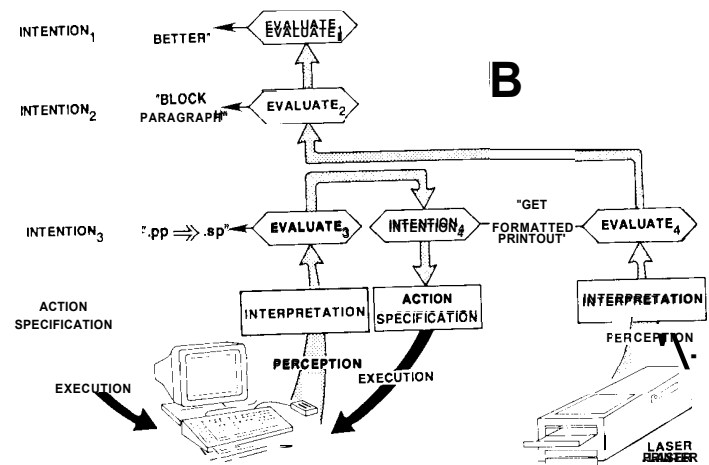 INTENTION1
BETTER"
EVALUATE1
B
INTENTION2
"BLOCK
PARAGRAPH"
EVALUATE2
INTENTION3
".pp => .sp"
EVALUATE3
INTENTION4
"GET
FORMATTED
PRINTOUT'
EVALUATE4
ACTION
SPECIFICATION
INTERPRETATION
ACTION
SPECIFICATION
INTERPRETATION
PERCEPTION
PERCEPTION
EXECUTION
EXECUTION
LASER